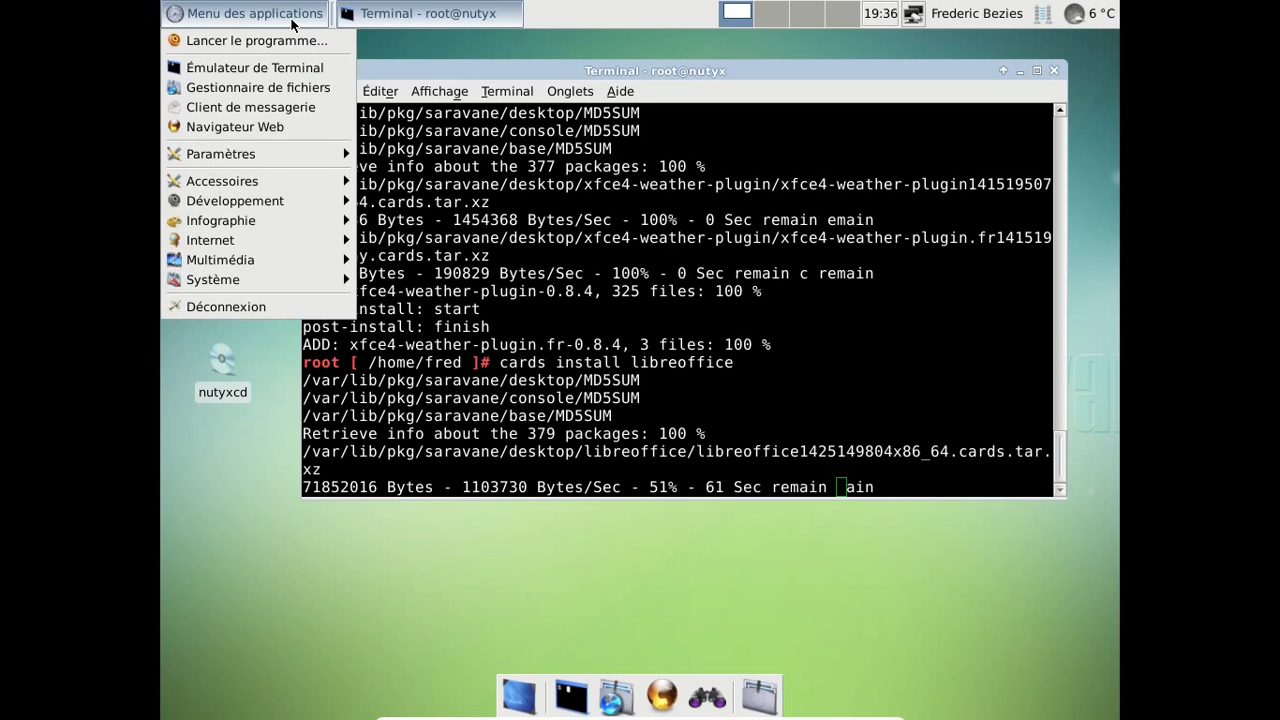 Menu des applications
Terminal - root@nutyx
19:36
Frederic Bezies
6 °C
Lancer le programme...
Émulateur de Terminal
Gestionnaire de fichiers
Client de messagerie
Navigateur Web
Paramètres
Accessoires
Développement
Infographie
Internet
Multimédia
Système
Déconnexion
nutyxcd
Terminal - root@nutyx
Éditer
Affichage
Terminal
Onglets
Aide
ib/pkg/saravane/desktop/MD5SUM
ib/pkg/saravane/console/MD5SUM
ib/pkg/saravane/base/MD5SUM
eve info about the 377 packages: 100 %
ib/pkg/saravane/desktop/xfce4-weather-plugin/xfce4-weather-plugin141519507
4.cards.tar.xz
6 Bytes - 1454368 Bytes/Sec - 100% - 0 Sec remain emain
ib/pkg/saravane/desktop/xfce4-weather-plugin/xfce4-weather-plugin.fr141519
y.cards.tar.xz
Bytes - 190829 Bytes/Sec - 100% - 0 Sec remain c remain
fce4-weather-plugin-0.8.4, 325 files: 100 %
install: start
post-install: finish
ADD: xfce4-weather-plugin.fr-0.8.4, 3 files: 100 %
root [ /home/fred ]# cards install libreoffice
/var/lib/pkg/saravane/desktop/MD5SUM
/var/lib/pkg/saravane/console/MD5SUM
/var/lib/pkg/saravane/base/MD5SUM
Retrieve info about the 379 packages: 100 %
/var/lib/pkg/saravane/desktop/libreoffice/libreoffice1425149804x86_64.cards.tar.
xz
71852016 Bytes - 1103730 Bytes/Sec - 51% - 61 Sec remain ain